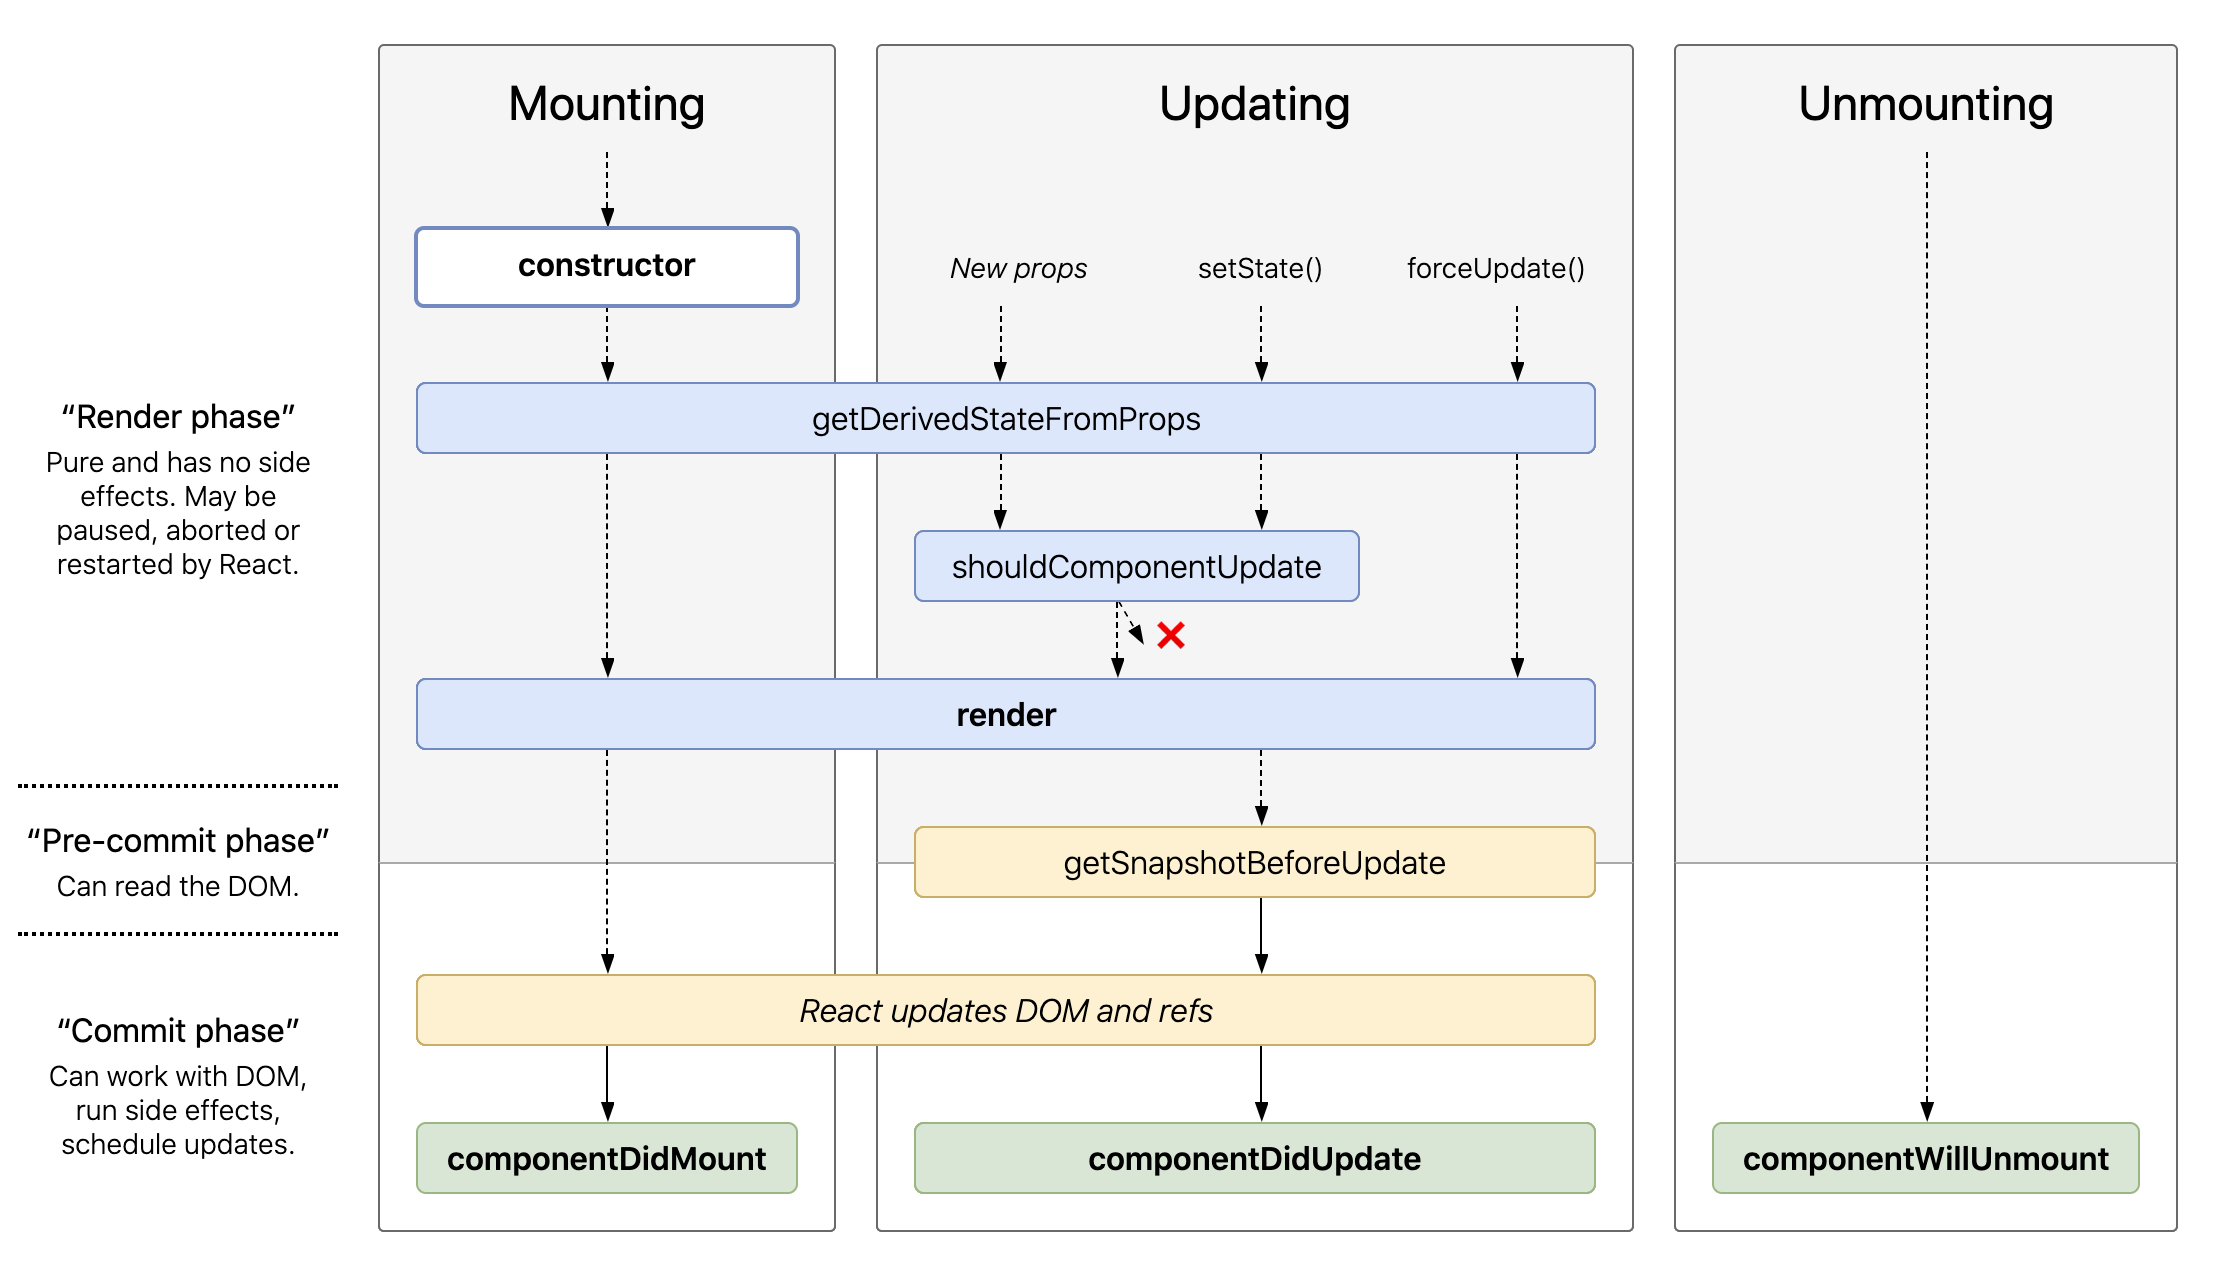 Mounting
Updating
Unmounting
constructor
New props
setState()
forceUpdate()
“Render phase”
Pure and has no side
effects. May be
paused, aborted or
restarted by React.
getDerivedStateFromProps
shouldComponentUpdate
render
“Pre-commit phase”
Can read the DOM.
getSnapshotBeforeUpdate
“Commit phase”
Can work with DOM,
run side effects,
schedule updates.
React updates DOM and refs
componentDidMount
componentDidUpdate
componentWillUnmount